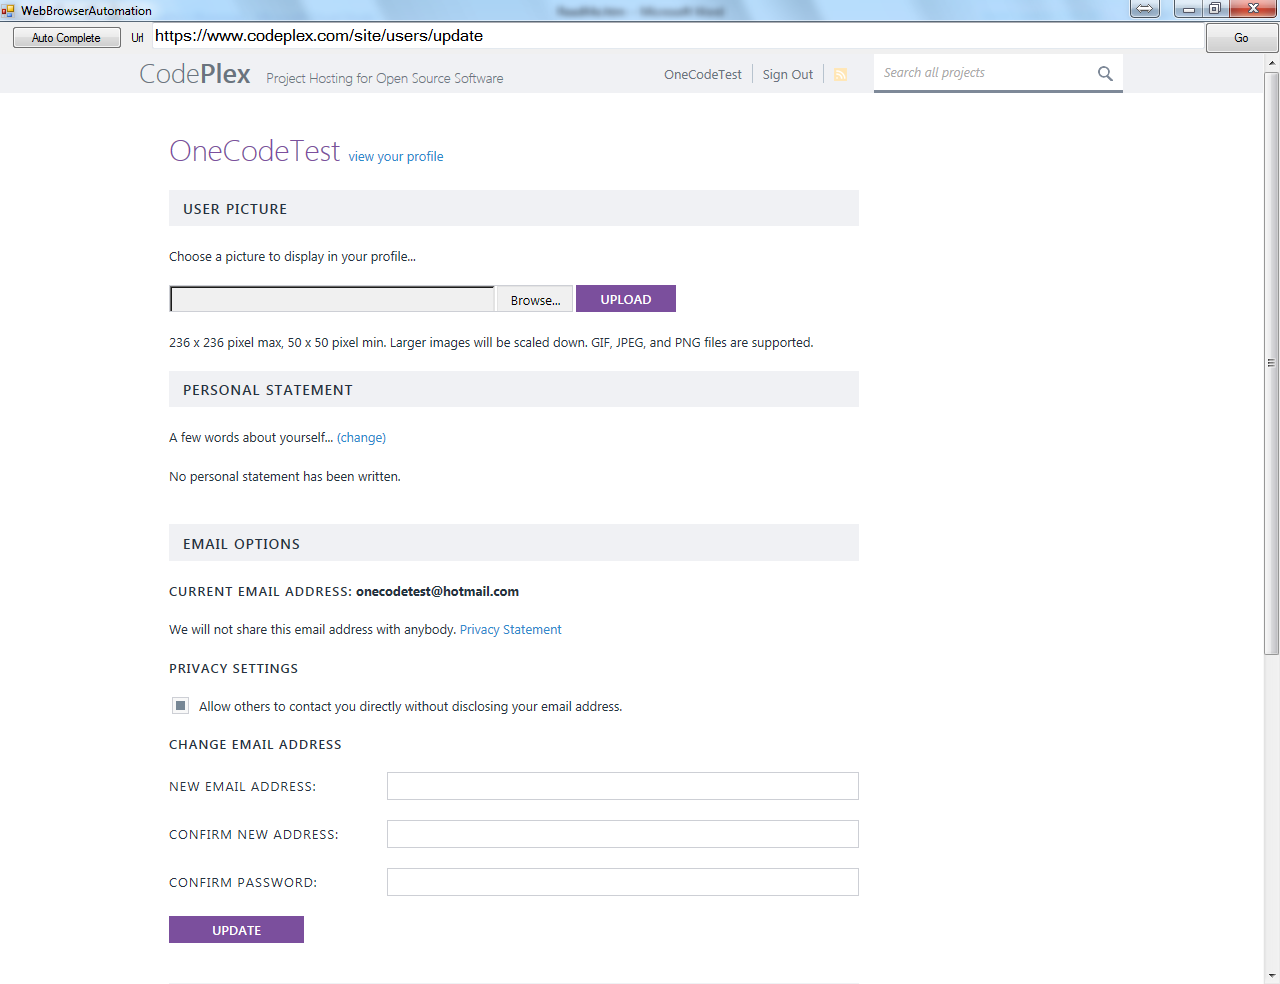 WebBrowserAutomation
Auto Complete Url https://www.codeplex.com/site/users/update Go
CodePlex Project Hosting for Open Source Software OneCodeTest Sign Out Search all projects
OneCodeTest view your profile
USER PICTURE
Choose a picture to display in your profile...
Browse... UPLOAD
236 x 236 pixel max, 50 x 50 pixel min. Larger images will be scaled down. GIF, JPEG, and PNG files are supported.
PERSONAL STATEMENT
A few words about yourself... (change)
No personal statement has been written.
EMAIL OPTIONS
CURRENT EMAIL ADDRESS: onecodetest@hotmail.com
We will not share this email address with anybody. Privacy Statement
PRIVACY SETTINGS
Allow others to contact you directly without disclosing your email address.
CHANGE EMAIL ADDRESS
NEW EMAIL ADDRESS:
CONFIRM NEW ADDRESS:
CONFIRM PASSWORD:
UPDATE